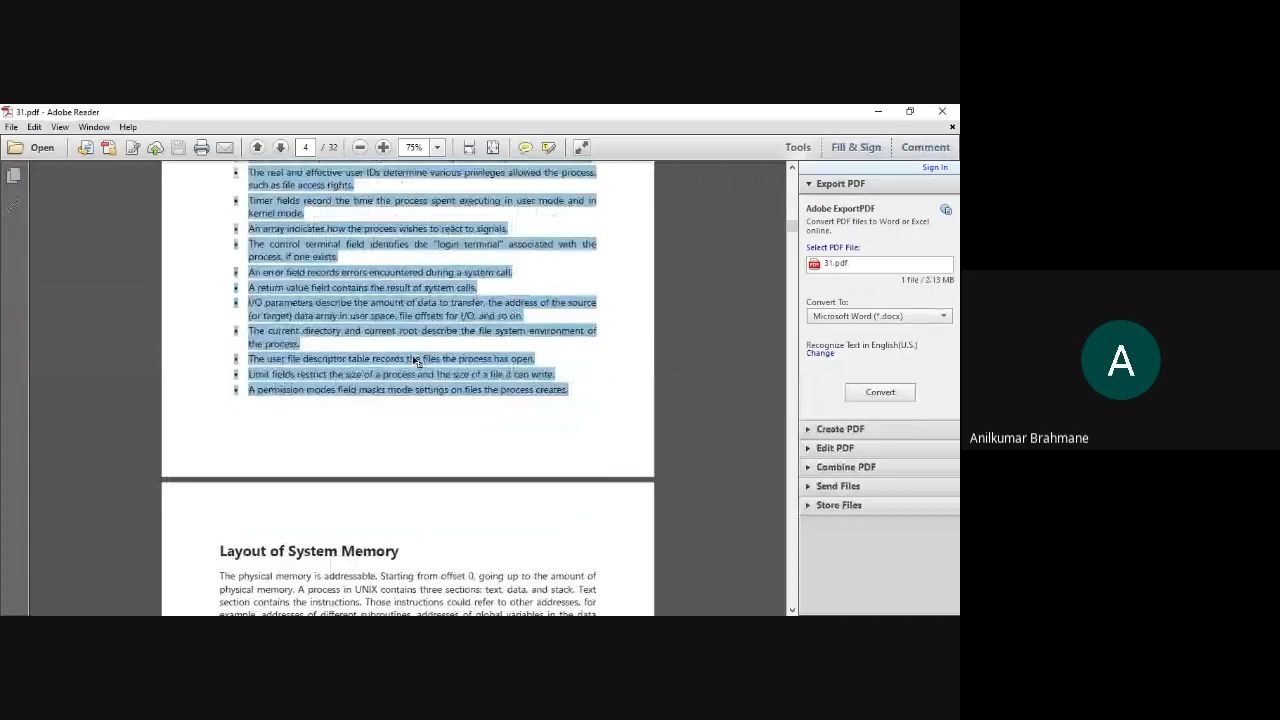 31.pdf - Adobe Reader
File Edit View Window Help
Open 4 / 32 75% Tools Fill & Sign Comment
The real and effective user IDs determine various privileges allowed the process,
such as file access rights.
Timer fields record the time the process spent executing in user mode and in
kernel mode.
An array indicates how the process wishes to react to signals.
The control terminal field identifies the "login terminal" associated with the
process, if one exists.
An error field records errors encountered during a system call.
A return value field contains the result of system calls.
I/O parameters describe the amount of data to transfer, the address of the source
(or target) data array in user space, file offsets for I/O, and so on.
The current directory and current root describe the file system environment of
the process.
The user file descriptor table records the files the process has open.
Limit fields restrict the size of a process and the size of a file it can write.
A permission modes field masks mode settings on files the process creates.
Layout of System Memory
The physical memory is addressable. Starting from offset 0, going up to the amount of
physical memory. A process in UNIX contains three sections: text, data, and stack. Text
section contains the instructions. Those instructions could refer to other addresses, for
example, addresses of different subroutines, addresses of global variables in the data
Sign In
Export PDF
Adobe ExportPDF
Convert PDF files to Word or Excel
online.
Select PDF File:
31.pdf
1 file / 2.13 MB
Convert To:
Microsoft Word (*.docx)
Recognize Text in English(U.S.)
Change
Convert
Create PDF
Edit PDF
Combine PDF
Send Files
Store Files
A
Anilkumar Brahmane